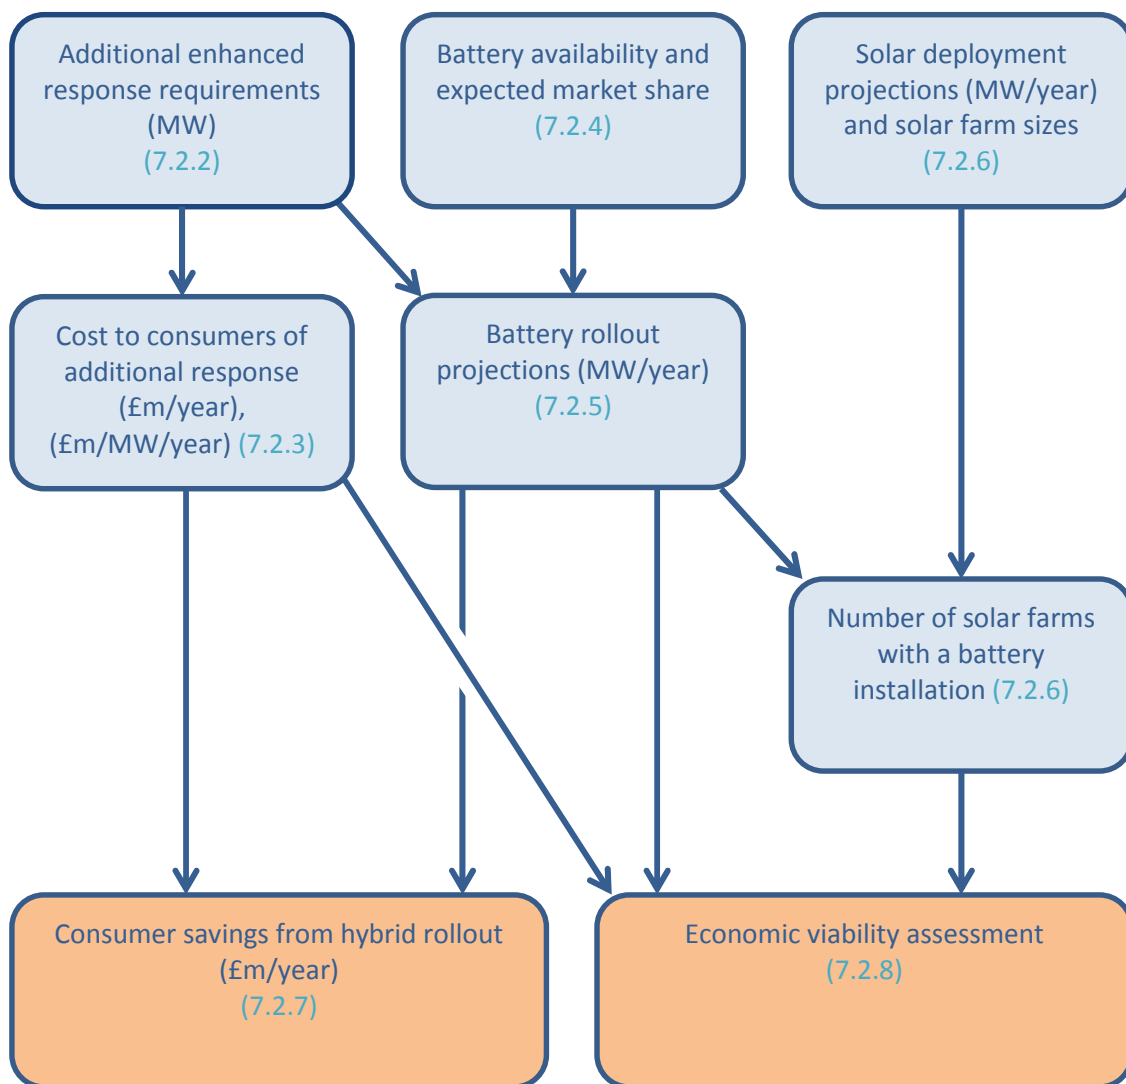 Additional enhanced
response requirements
(MW)
(7.2.2)
Battery availability and
expected market share
(7.2.4)
Solar deployment
projections (MW/year)
and solar farm sizes
(7.2.6)
Cost to consumers of
additional response
(£m/year),
(£m/MW/year) (7.2.3)
Battery rollout
projections (MW/year)
(7.2.5)
Number of solar farms
with a battery
installation (7.2.6)
Consumer savings from hybrid rollout
(£m/year)
(7.2.7)
Economic viability assessment
(7.2.8)